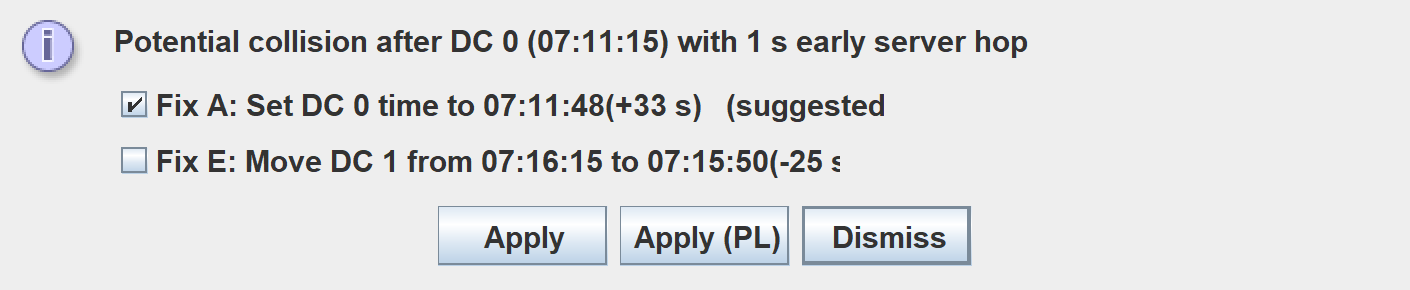 Potential collision after DC 0 (07:11:15) with 1 s early server hop
Fix A: Set DC 0 time to 07:11:48(+33 s) (suggested
Fix E: Move DC 1 from 07:16:15 to 07:15:50(-25 s
Apply Apply (PL) Dismiss